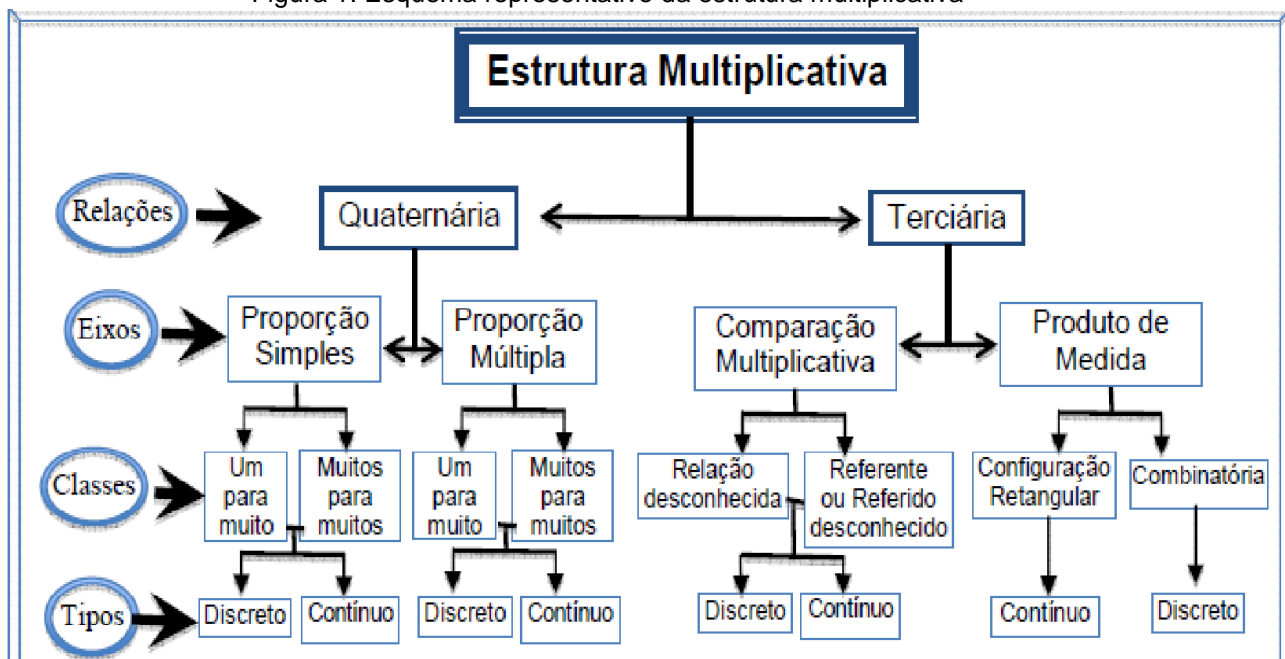 Figura 1: Esquema representativo da estrutura multiplicativa
Estrutura Multiplicativa
Relações
Quaternária
Terciária
Eixos
Proporção
Simples
Proporção
Múltipla
Comparação
Multiplicativa
Produto de
Medida
Classes
Um
para
muito
Muitos
para
muitos
Um
para
muito
Muitos
para
muitos
Relação
desconhecida
Referente
ou Referido
desconhecido
Configuração
Retangular
Combinatória
Tipos
Discreto
Contínuo
Discreto
Contínuo
Discreto
Contínuo
Contínuo
Discreto